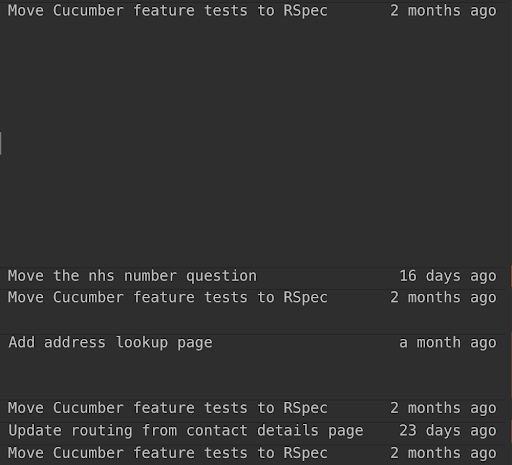 Move Cucumber feature tests to RSpec 2 months ago
Move the nhs number question 16 days ago
Move Cucumber feature tests to RSpec 2 months ago
Add address lookup page a month ago
Move Cucumber feature tests to RSpec 2 months ago
Update routing from contact details page 23 days ago
Move Cucumber feature tests to RSpec 2 months ago